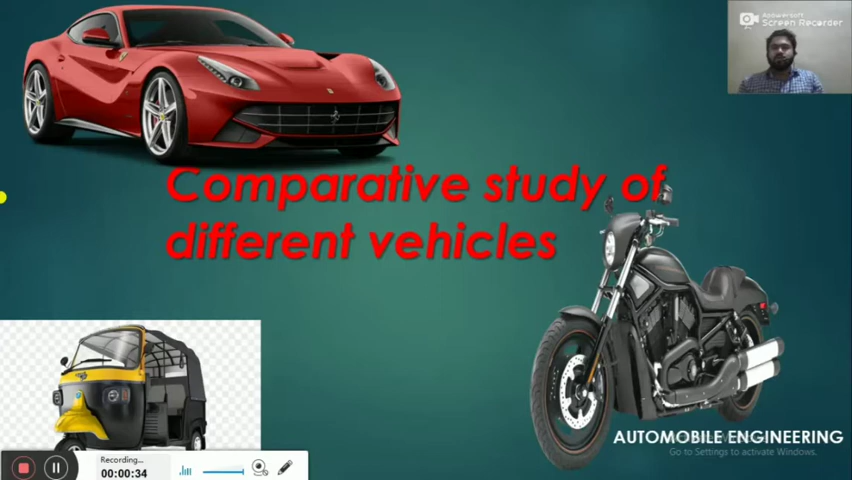 Apowersoft
Screen Recorder
Comparative study of
different vehicles
AUTOMOBILE ENGINEERING
Go to Settings to activate Windows.
Recording...
00:00:34